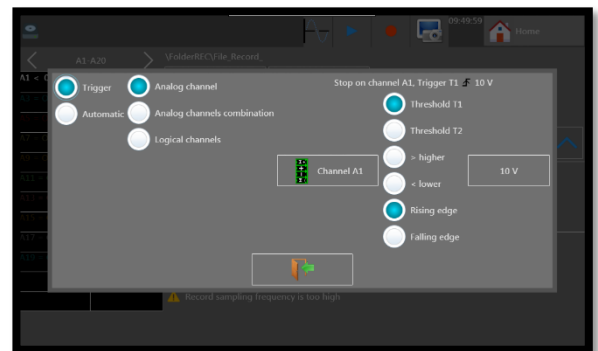 09:49:59
Home
A1-A20
\FolderREC\File_Record_
Trigger
Analog channel
Stop on channel A1, Trigger T1 10 V
Threshold T1
Automatic
Analog channels combination
Threshold T2
Logical channels
> higher
Channel A1
10 V
< lower
Rising edge
Falling edge
Record sampling frequency is too high